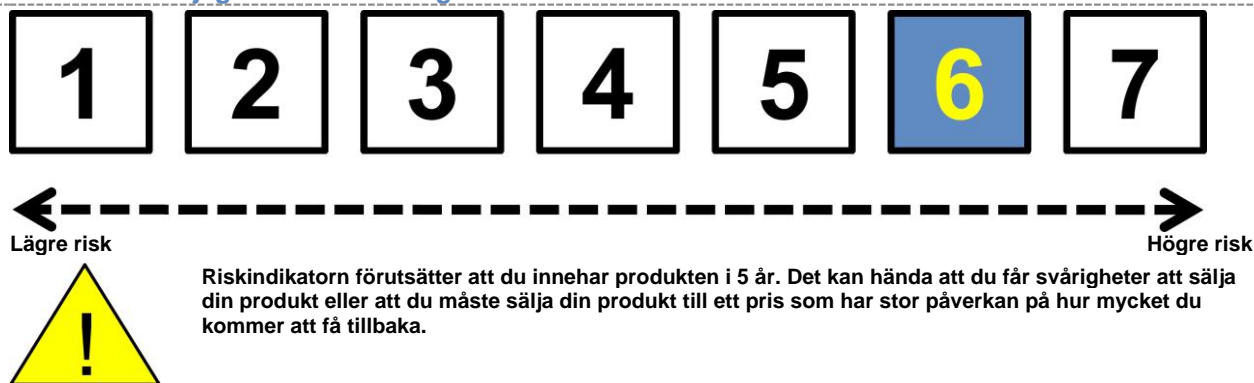 1 2 3 4 5 6 7
Lägre risk Högre risk
Riskindikatorn förutsätter att du innehar produkten i 5 år. Det kan hända att du får svårigheter att sälja
din produkt eller att du måste sälja din produkt till ett pris som har stor påverkan på hur mycket du
kommer att få tillbaka.
!